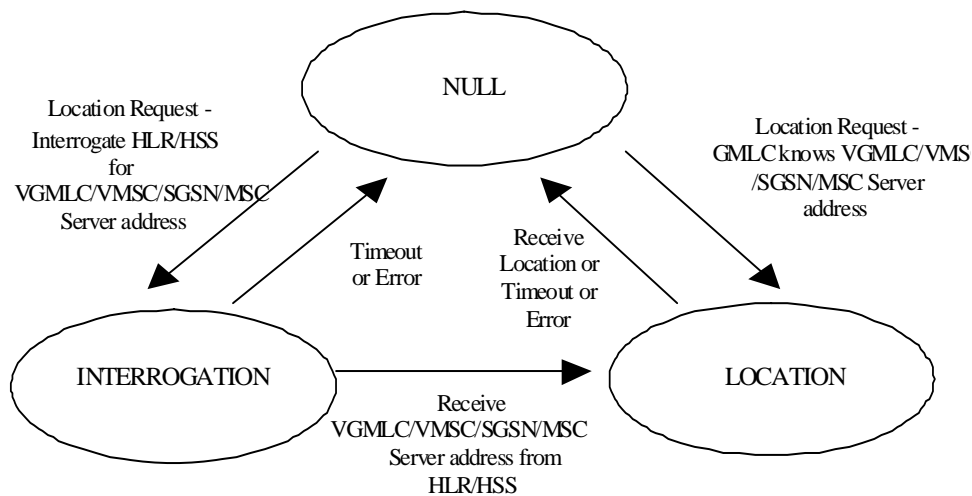 NULL
Location Request -
Interrogate HLR/HSS
for
VGMLC/VMSC/SGSN/MSC
Server address
Location Request -
GMLC knows VGMLC/VMS
/SGSN/MSC Server
address
Timeout
or Error
Receive
Location or
Timeout or
Error
INTERROGATION
LOCATION
Receive
VGMLC/VMSC/SGSN/MSC
Server address from
HLR/HSS